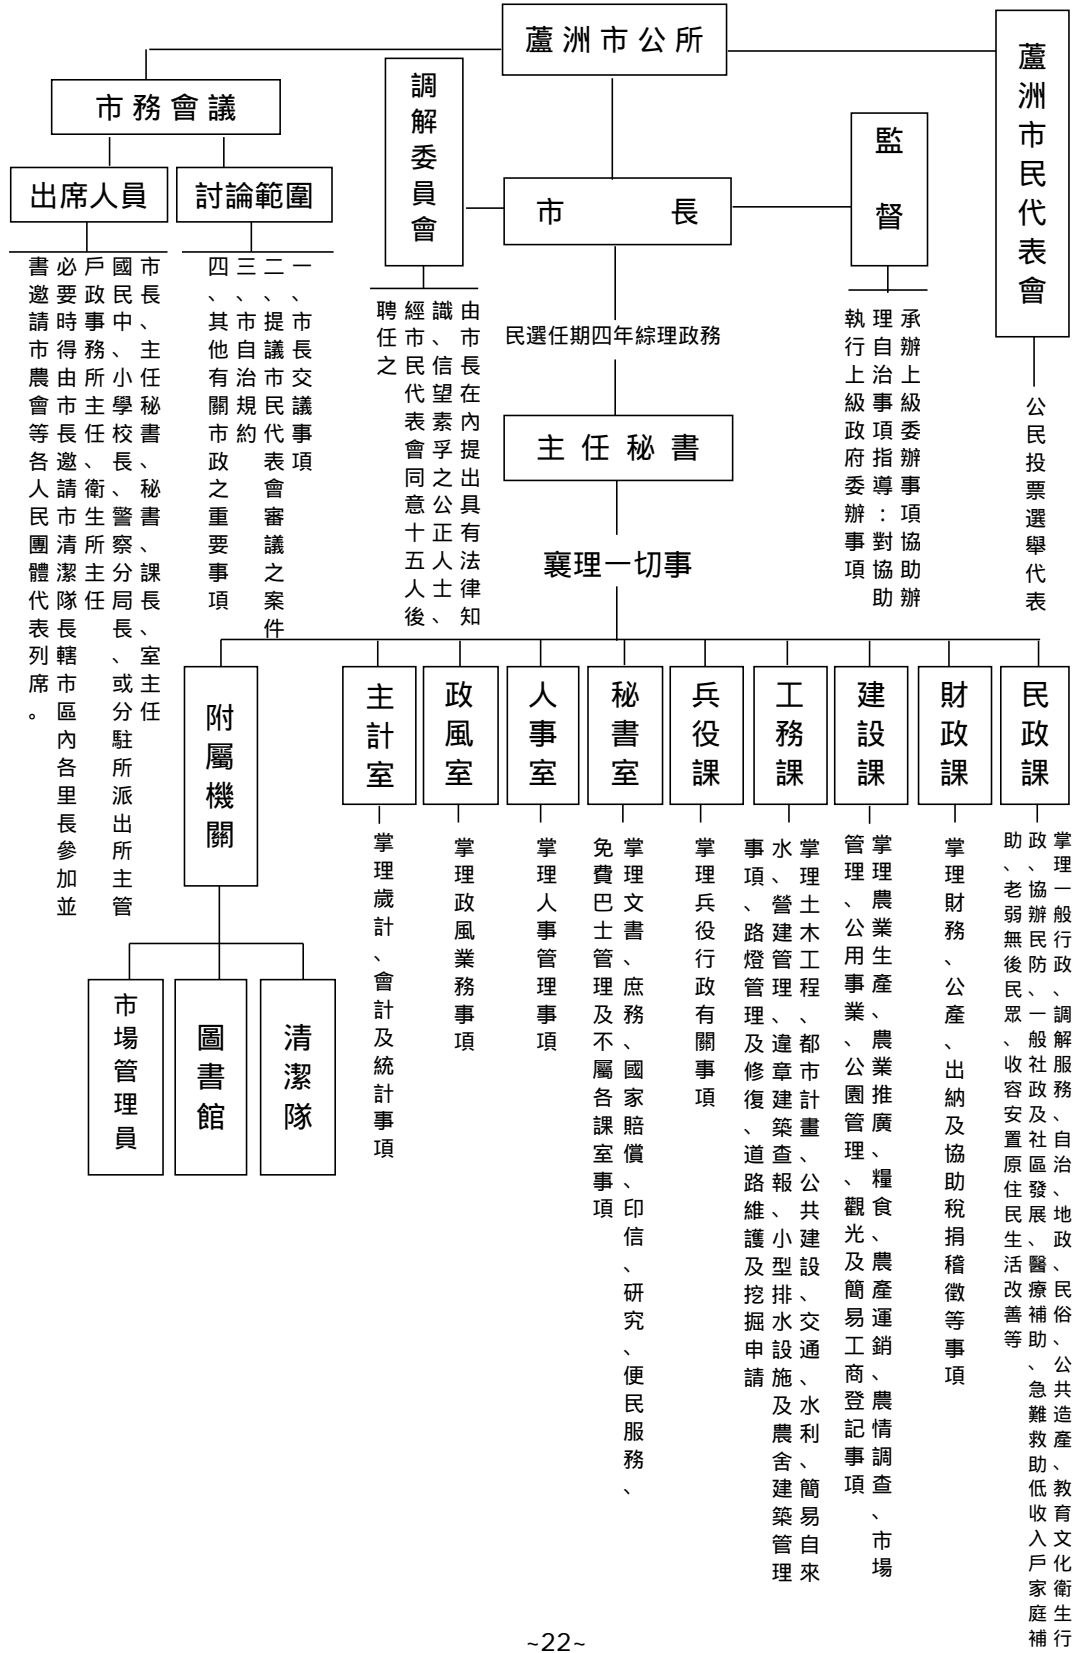 蘆洲市公所
蘆洲市民代表會
公民投票選舉代表
市務會議
出席人員
市長、主任秘書、秘書、課長、室主任
國民中、小學校長、警察分局長、或分駐所派出所主管
戶政事務所主任、衛生所主任
必要時得由市長邀請市清潔隊長轄市區內各里長參加並
書邀請市農會等各人民團體代表列席。
討論範圍
一、市長交議事項
二、提議市民代表會審議之案件
三、市自治規約
四、其他有關市政之重要事項
調解委員會
由市長在內提出具有法律知
識、信望素孚之公正人士、
經市民代表會同意十五人後
聘任之
市長
民選任期四年綜理政務
監督
承辦上級委辦事項協助辦
理自治事項指導:對協助
執行上級政府委辦事項
主任秘書
襄理一切事
民政課
掌理一般行政、調解服務、自治、地政、民俗、公共造產、教育文化衛生行
政、協辦民防、一般社政及社區發展、醫療補助、急難救助、低收入戶家庭補
助、老弱無後民眾、收容安置原住民生活改善等
財政課
掌理財務、公產、出納及協助稅捐稽徵等事項
建設課
掌理農業生產、農業推廣、糧食、農產運銷、農情調查、市場
管理、公用事業、公園管理、觀光及簡易工商登記事項
工務課
掌理土木工程、都市計畫、公共建設、交通、水利、簡易自來
水、營建管理、違章建築查報、小型排水設施及農舍建築管理
事項、路燈管理及修復、道路維護及挖掘申請
兵役課
掌理兵役行政有關事項
秘書室
掌理文書、庶務、國家賠償、印信、研究、便民服務、
免費巴士管理及不屬各課室事項
人事室
掌理人事管理事項
政風室
掌理政風業務事項
主計室
掌理歲計、會計及統計事項
附屬機關
清潔隊
圖書館
市場管理員
~22~